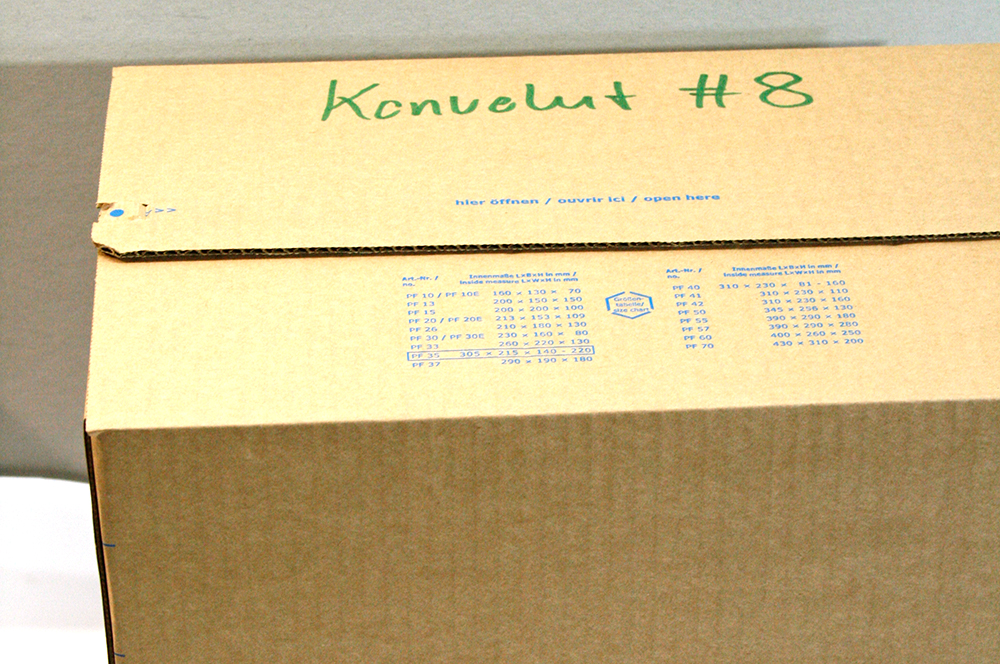 Konvolut #8
>>
hier öffnen / ouvrir ici / open here
Art.-Nr. / Innenmaße L×B×H in mm /
no. Inside measure L×W×H in mm
PF 10 / PF 10E 160 × 130 × 70
PF 13 200 × 150 × 150
PF 15 200 × 200 × 100
PF 20 / PF 20E 213 × 153 × 109
PF 26 210 × 180 × 130
PF 30 / PF 30E 230 × 160 × 80
PF 33 260 × 220 × 130
PF 35 305 × 215 × 140 - 220
PF 37 290 × 190 × 180
Größen-
tabelle/
size chart
Art.-Nr. / Innenmaße L×B×H in mm /
no. Inside measure L×W×H in mm
PF 40 310 × 230 × 81 - 160
PF 41 310 × 230 × 110
PF 42 310 × 230 × 160
PF 50 345 × 256 × 130
PF 55 390 × 290 × 180
PF 57 390 × 290 × 280
PF 60 400 × 260 × 250
PF 70 430 × 310 × 200